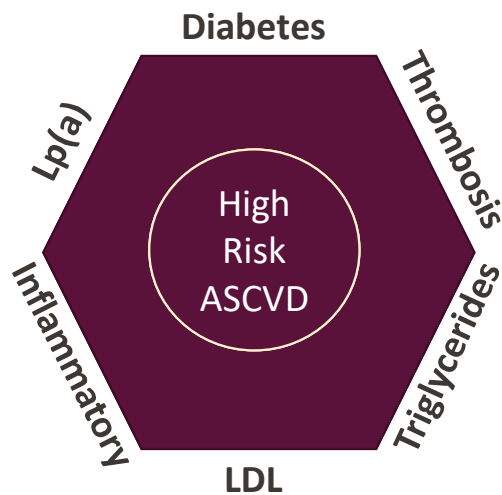 Diabetes
Thrombosis
Lp(a)
High
Risk
ASCVD
Inflammatory
Triglycerides
LDL